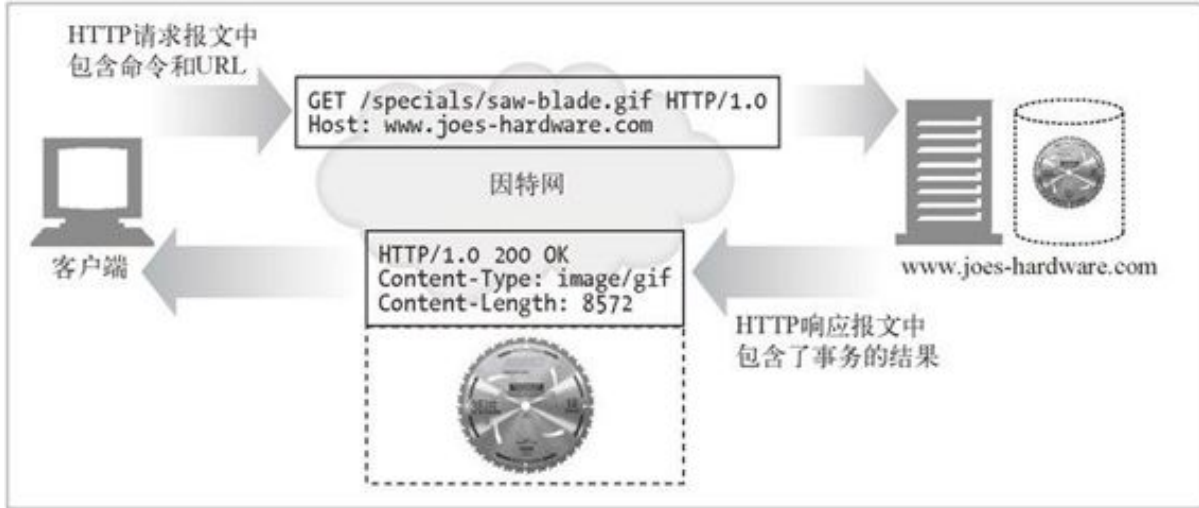 HTTP请求报文中
包含命令和URL
GET /specials/saw-blade.gif HTTP/1.0
Host: www.joes-hardware.com
因特网
客户端
HTTP/1.0 200 OK
Content-Type: image/gif
Content-Length: 8572
www.joes-hardware.com
HTTP响应报文中
包含了事务的结果